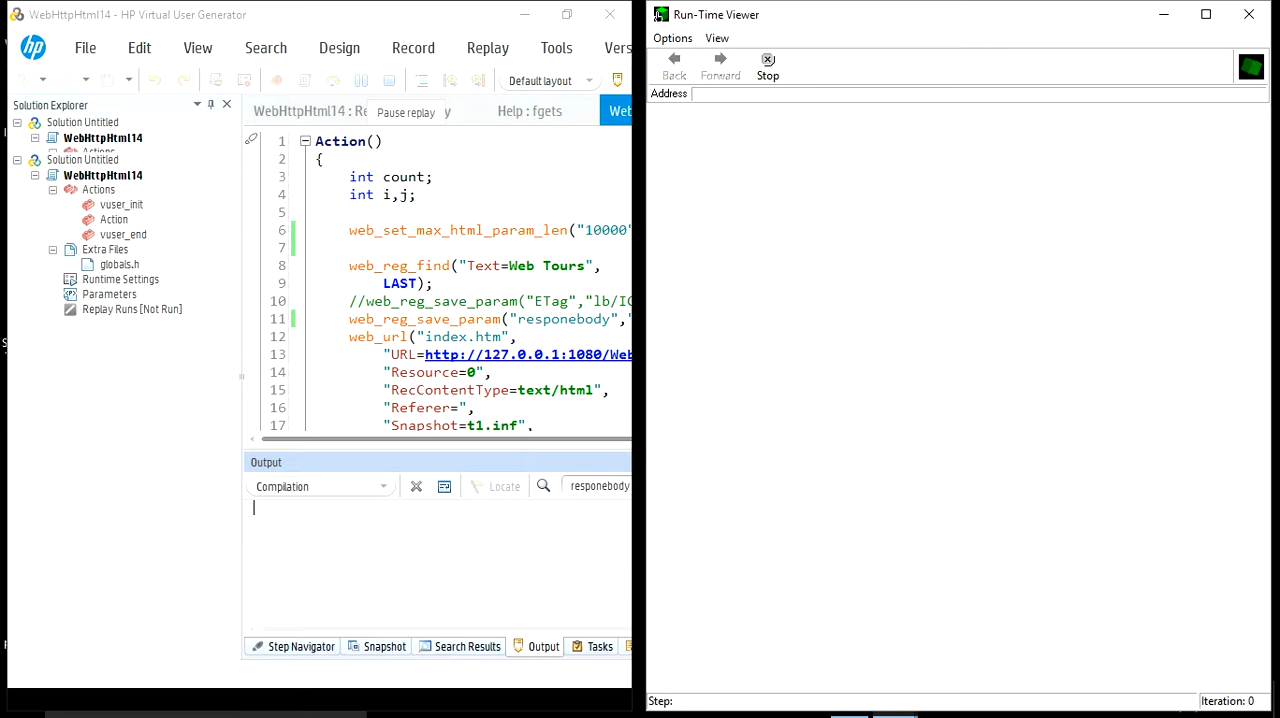 WebHttpHtml14 - HP Virtual User Generator
hp File Edit View Search Design Record Replay Tools Vers
Default layout
Solution Explorer
Solution Untitled
WebHttpHtml14
Solution Untitled
WebHttpHtml14
Actions
vuser_init
Action
vuser_end
Extra Files
globals.h
Runtime Settings
Parameters
Replay Runs [Not Run]
WebHttpHtml14 : Re Pause replay y Help : fgets Web
1 Action()
2 {
3 int count;
4 int i,j;
5
6 web_set_max_html_param_len("10000"
7
8 web_reg_find("Text=Web Tours",
9 LAST);
10 //web_reg_save_param("ETag","lb/IC
11 web_reg_save_param("responebody","
12 web_url("index.htm",
13 "URL=http://127.0.0.1:1080/Web
14 "Resource=0",
15 "RecContentType=text/html",
16 "Referer=",
17 "Snapshot=t1.inf",
Output
Compilation Locate responebody
Step Navigator Snapshot Search Results Output Tasks
Run-Time Viewer
Options View
Back Forward Stop
Address
Step: Iteration: 0